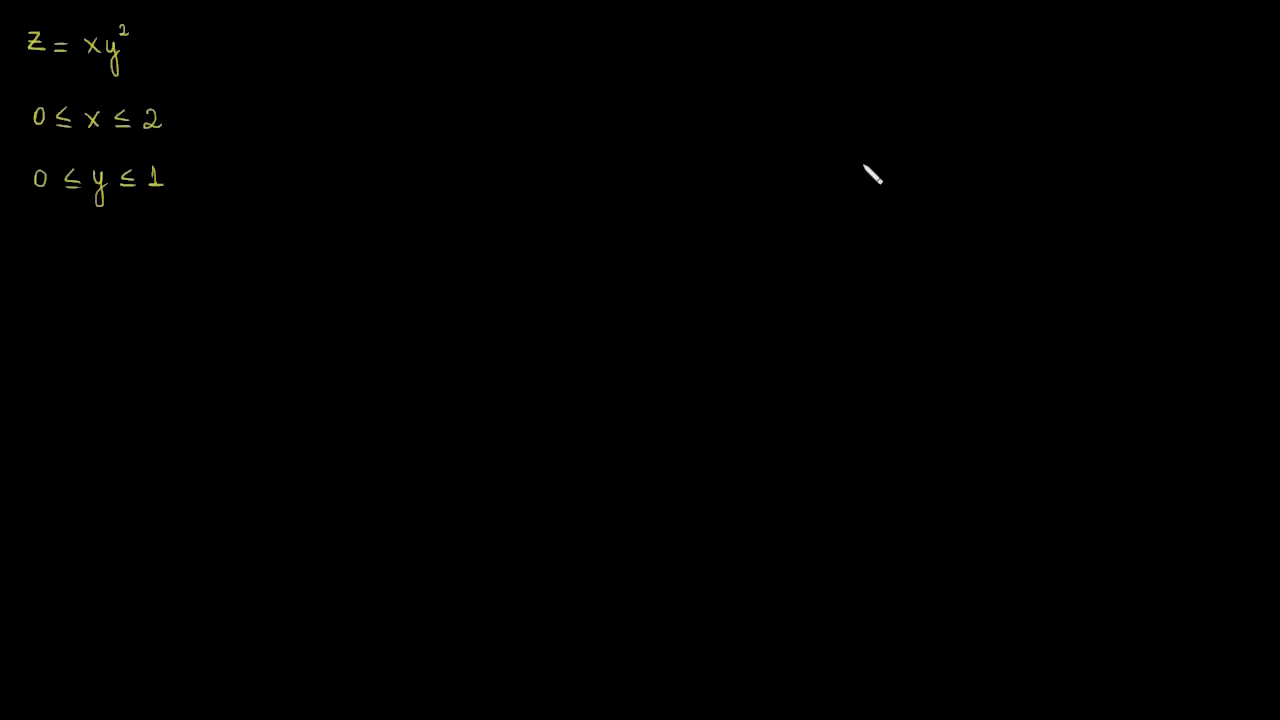 z = xy²
0 ≤ x ≤ 2
0 ≤ y ≤ 1